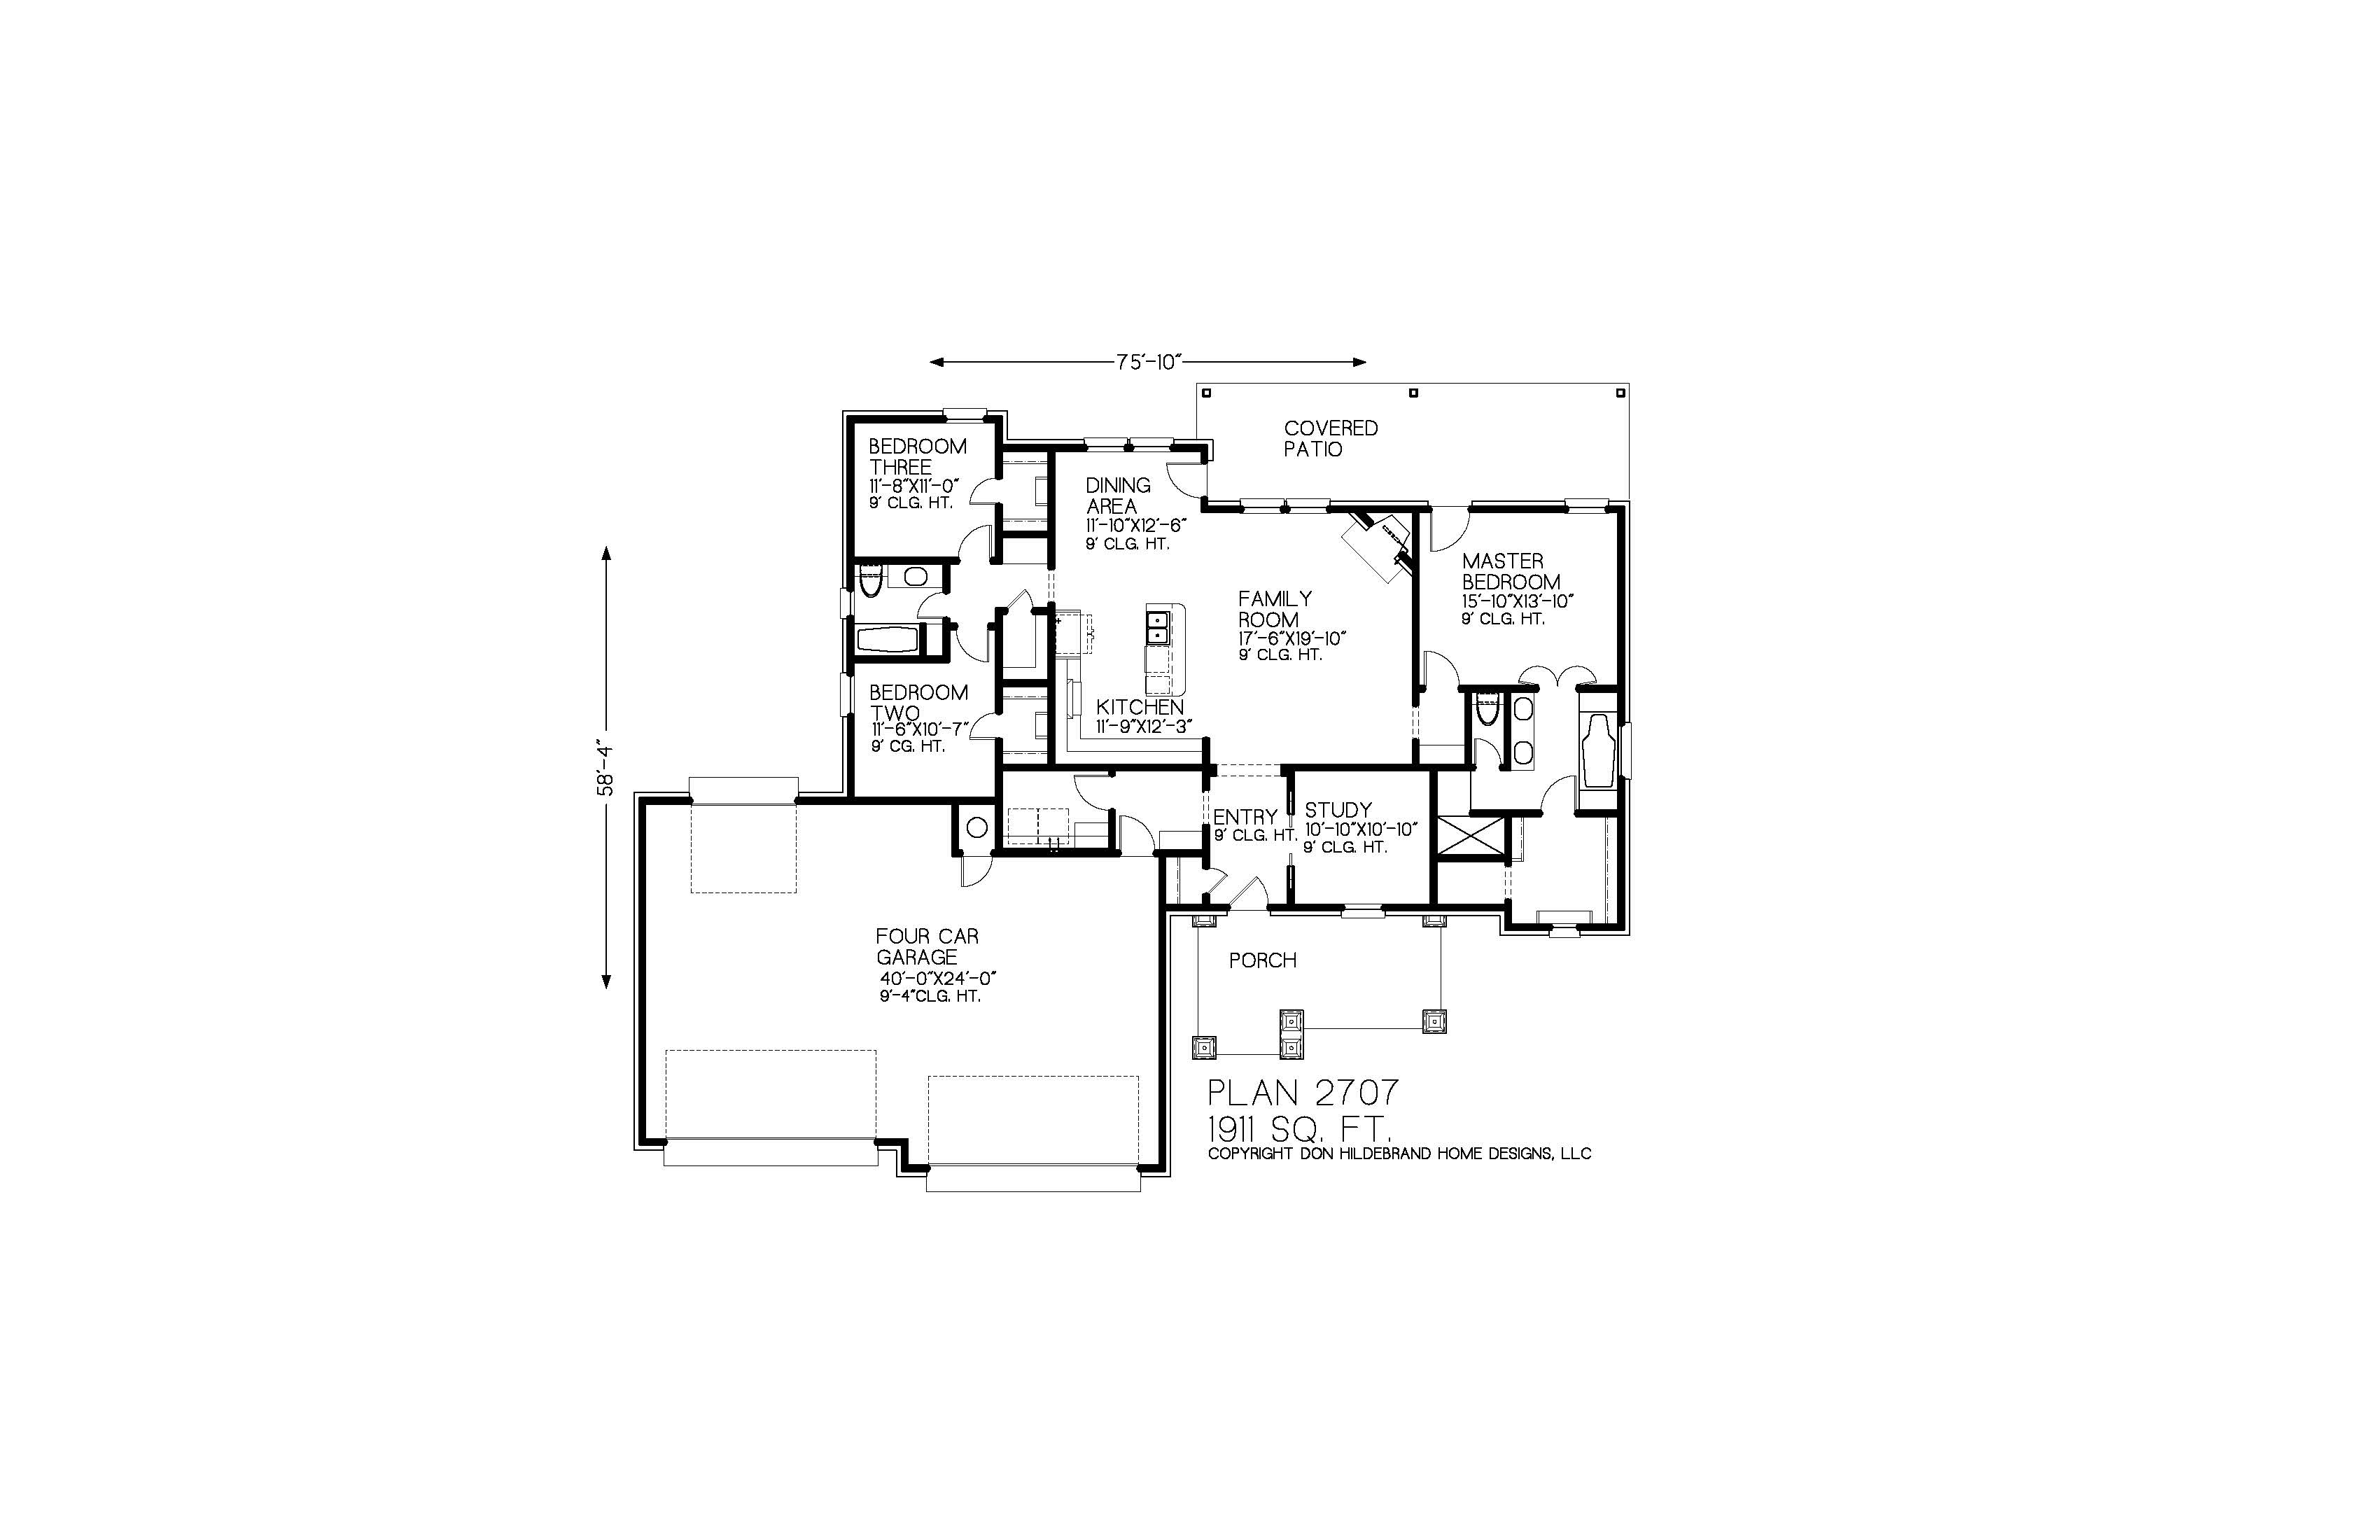 75'-10"
COVERED
PATIO
BEDROOM
THREE
11'-8"X11'-0"
9' CLG. HT.
DINING
AREA
11'-10"X12'-6"
9' CLG. HT.
MASTER
BEDROOM
15'-10"X13'-10"
9' CLG. HT.
FAMILY
ROOM
17'-6"X19'-10"
9' CLG. HT.
BEDROOM
TWO
11'-6"X10'-7"
9' CG. HT.
KITCHEN
11'-9"X12'-3"
58'-4"
ENTRY
9' CLG. HT.
STUDY
10'-10"X10'-10"
9' CLG. HT.
FOUR CAR
GARAGE
40'-0"X24'-0"
9'-4"CLG. HT.
PORCH
PLAN 2707
1911 SQ. FT.
COPYRIGHT DON HILDEBRAND HOME DESIGNS, LLC